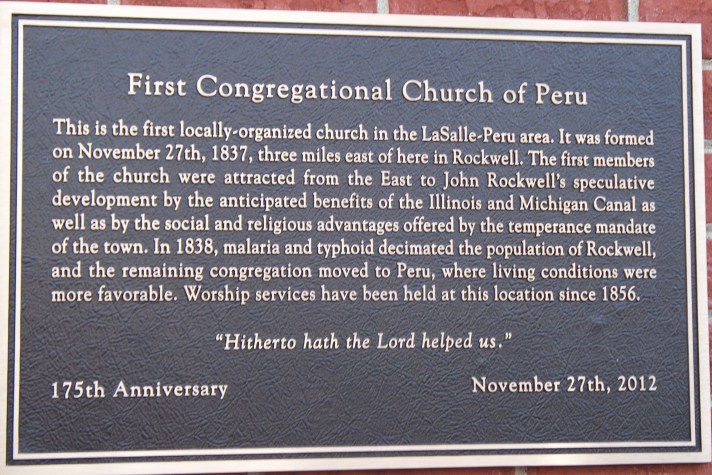 First Congregational Church of Peru
This is the first locally-organized church in the LaSalle-Peru area. It was formed
on November 27th, 1837, three miles east of here in Rockwell. The first members
of the church were attracted from the East to John Rockwell's speculative
development by the anticipated benefits of the Illinois and Michigan Canal as
well as by the social and religious advantages offered by the temperance mandate
of the town. In 1838, malaria and typhoid decimated the population of Rockwell,
and the remaining congregation moved to Peru, where living conditions were
more favorable. Worship services have been held at this location since 1856.
"Hitherto hath the Lord helped us."
175th Anniversary
November 27th, 2012